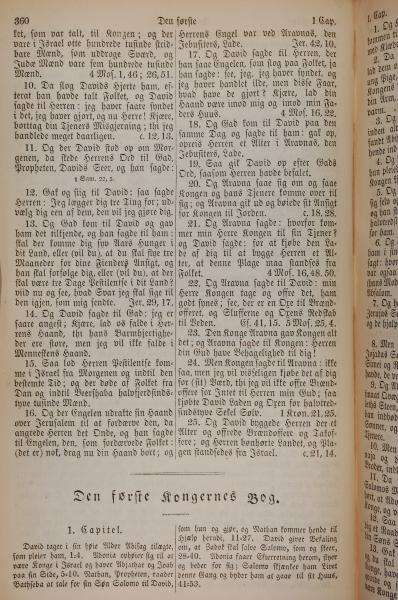 360 Den første 1 Cap.
ket, som var talt, til Kongen; og der
vare i Israel otte hundrede tusinde strid-
bare Mænd, som uddroge Sværd, og
Juda Mænd vare fem hundrede tusinde
Mænd. 4 Mos. 1, 46; 26, 51.
10. Da slog Davids Hjerte ham, ef-
terat han havde talt Folket, og David
sagde til Herren: jeg haver saare syndet
i det, jeg haver gjort, og nu Herre! Kjære,
borttag din Tjeners Misgjerning; thi jeg
handlede meget daarligen. c. 12, 13.
11. Og der David stod op om Mor-
genen, da skede Herrens Ord til Gad,
Propheten, Davids Seer, og han sagde:
12. Gak og siig til David: saa sagde
Herren: Jeg lægger dig tre Ting for; ud-
vælg dig een af dem, den vil jeg gjøre dig.
13. Og Gad kom til David og gav
ham det tilkjende, og han sagde til ham:
skal der komme dig syv Aars Hunger i
dit Land, eller (vil du), at du skal flye tre
Maaneder for dine Fienders Ansigt, og
han skal forfølge dig, eller (vil du), at der
skal være tre Dage Pestilentse i dit Land?
viid nu og see, hvad Svar jeg skal sige til
den igjen, som mig sendte. Jer. 29, 17.
14. Og David sagde til Gad: jeg er
saare angest; Kjære, lad os falde i Her-
rens Haand, thi hans Barmhjertighe-
der ere store, men jeg vil ikke falde i
Menneskens Haand.
15. Saa lod Herren Pestilentse kom-
me i Israel fra Morgenen og indtil den
bestemte Tid; og der døde af Folket fra
Dan og indtil Beersaba halvfjerdsinds-
tyve tusinde Mænd.
16. Og der Engelen udrakte sin Haand
over Jerusalem til at fordærve den, da
angrede Herren det Onde, og han sagde
til Engelen, den, som fordærvede Folket:
(det er) nok, drag nu din Haand bort; og
Herrens Engel var ved Aravnas, den
Jebusiters, Lade. Jer. 42, 10.
17. Og David sagde til Herren, der
han saae Engelen, som slog paa Folket, ja
han sagde: see, jeg, jeg haver syndet, og
jeg haver handlet ilde, men disse Faar,
hvad have de gjort? Kjære, lad din
Haand være imod mig og imod min Fa-
ders Huus. 4 Mos. 16, 22.
18. Og Gad kom til David paa den
samme Dag og sagde til ham: gak op,
opreis Herren et Alter i Aravnas, den
Jebusiters, Lade.
19. Saa gik David op efter Gads
Ord, saasom Herren havde befalet.
20. Og Aravna saae sig om og saae
Kongen og hans Tjenere komme over til
sig; og Aravna gik ud og bøiede sit Ansigt
for Kongen til Jorden. c. 18, 28.
21. Og Aravna sagde: hvorfor kom-
mer min Herre Kongen til sin Tjener?
og David sagde: for at kjøbe den La-
de af dig til at bygge Herren et Al-
ter, at denne Plage maa standses fra
Folket. 4 Mos. 16, 48. 50.
22. Og Aravna sagde til David: min
Herre Kongen tage og offre det, ham
godt synes; see, der er en Oxe til Brænd-
offeret, og Slufferne og Oxens Redskab
til Veden. Es. 41, 15. 5 Mos. 25, 4.
23. Den Konge Aravna gav Kongen alt
det; og Aravna sagde til Kongen: Herren
din Gud have Behagelighed til dig!
24. Men Kongen sagde til Aravna: ikke
saa, men jeg vil visseligen kjøbe det af dig
for (sit) Værd, thi jeg vil ikke offre Brænd-
offere for Intet til Herren min Gud; saa
kjøbte David Laden og Oxen for halvtred-
sindstyve Sekel Sølv. 1 Krøn. 21, 25.
25. Og David byggede Herren der et
Alter og offrede Brændoffere og Takof-
fere; og Herren bønhørte Landet, og Pla-
gen standsedes fra Israel. c. 21, 14.
Den første Kongernes Bog.
1. Capitel.
David tager i sin høie Alder Abisag tillægte,
som pleier ham, 1-4. Adonia ophøier sig til at
være Konge i Israel og haver Abjathar og Joab
paa sin Side, 5-10. Nathan, Propheten, raader
Bathseba at tale for sin Søn Salomo til David,
som hun og gjør, og Nathan kommer hende til
Hjælp herudi, 11-27. David giver Befaling
om, at Zadok skal salve Salomo, som og skeer,
28-40. Adonia faaer Efterretning herom, flyer
og beder for sig; Salomo skjenker ham Livet
denne Gang og byder ham at gaae til sit Huus,
41-53.